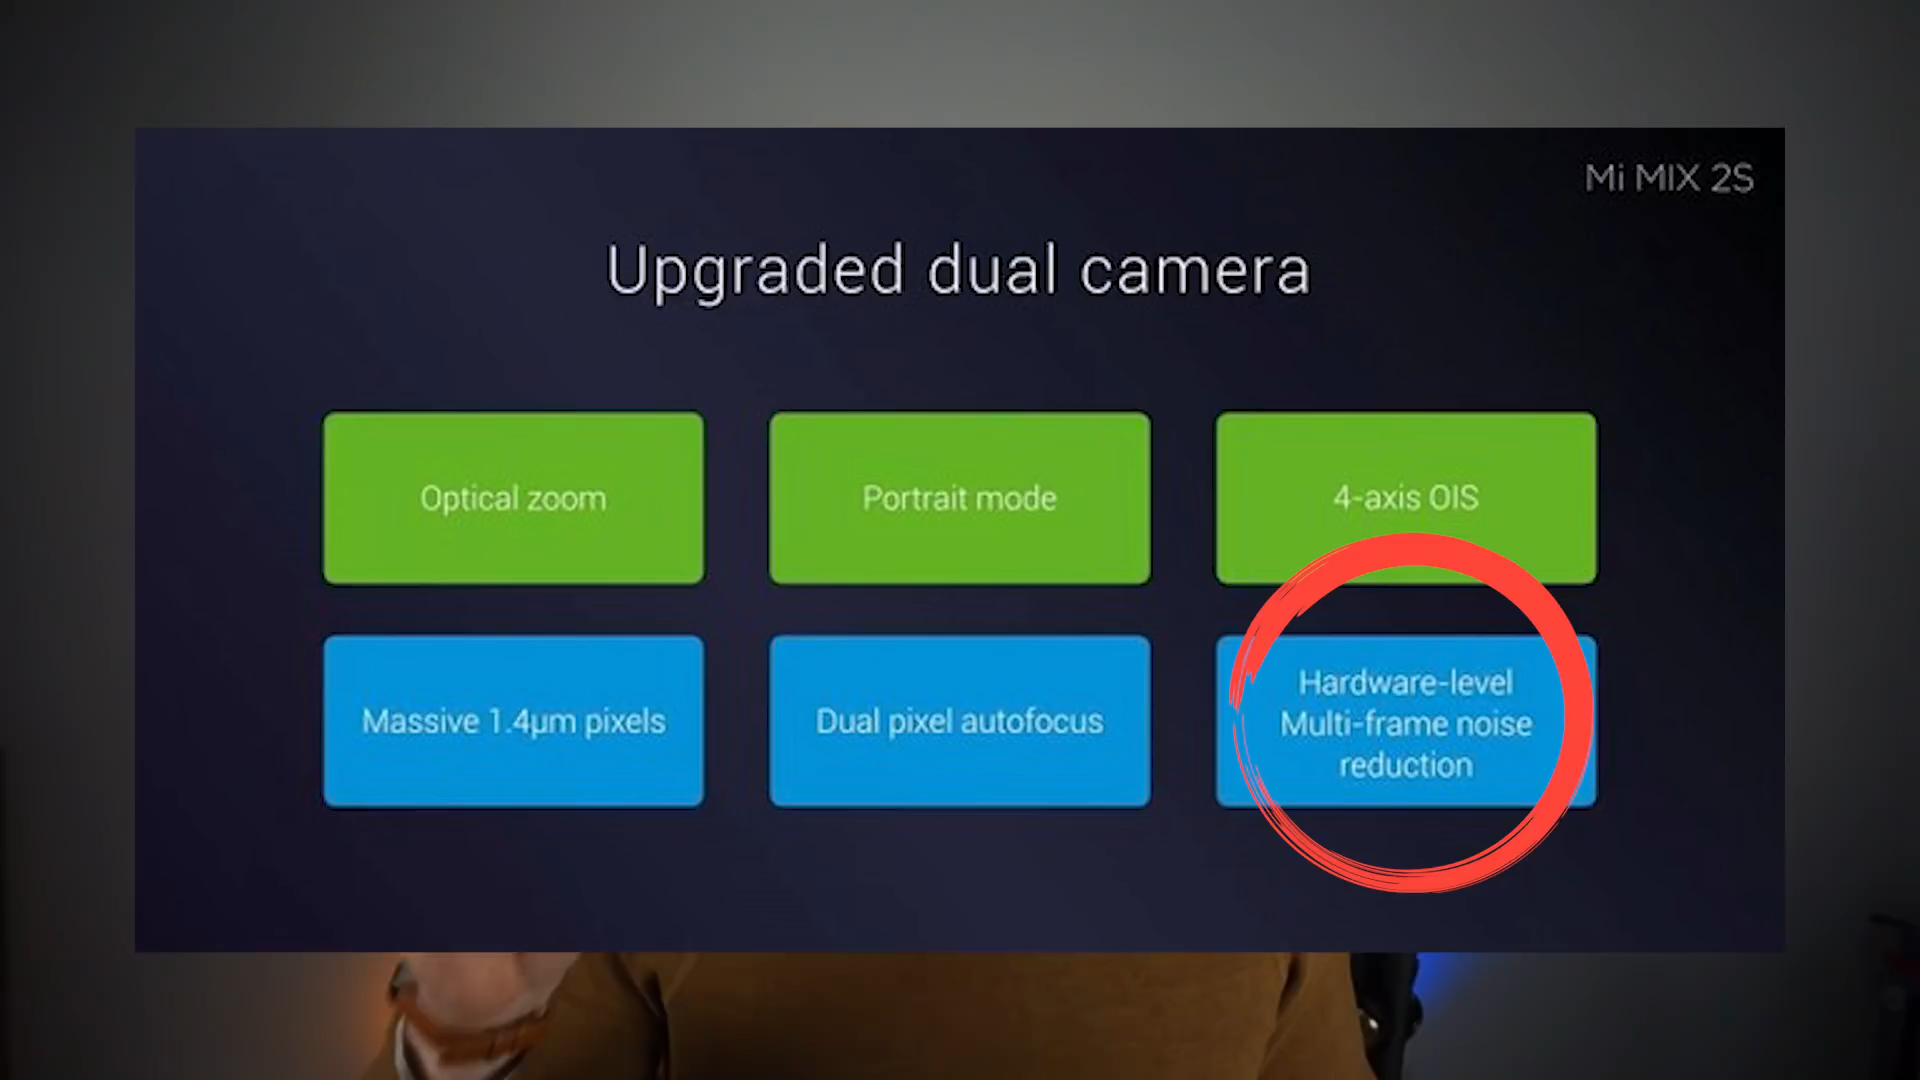 Mi MIX 2S
Upgraded dual camera
Optical zoom
Portrait mode
4-axis OIS
Massive 1.4µm pixels
Dual pixel autofocus
Hardware-level
Multi-frame noise
reduction